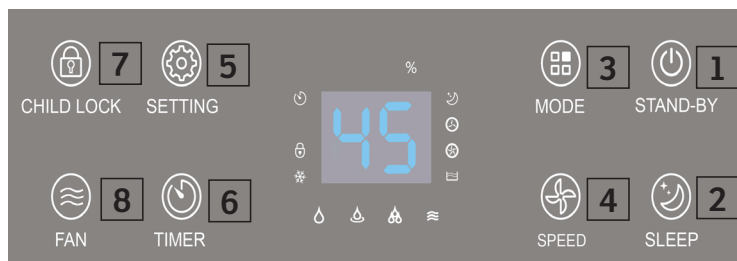 7 5 % 3 1
CHILD LOCK SETTING MODE STAND-BY
45
8 6 4 2
FAN TIMER SPEED SLEEP